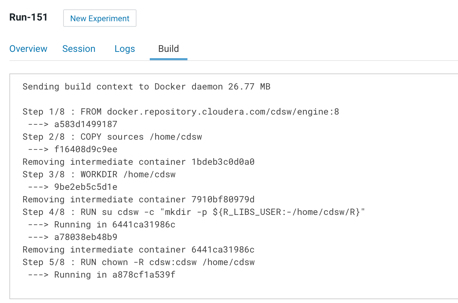 Run-151
New Experiment
Overview Session Logs Build
Sending build context to Docker daemon 26.77 MB
Step 1/8 : FROM docker.repository.cloudera.com/cdsw/engine:8
---> a583d1499187
Step 2/8 : COPY sources /home/cdsw
---> f16408d9c9ee
Removing intermediate container 1bdeb3c0d0a0
Step 3/8 : WORKDIR /home/cdsw
---> 9be2eb5c5d1e
Removing intermediate container 7910bf80979d
Step 4/8 : RUN su cdsw -c "mkdir -p ${R_LIBS_USER:-/home/cdsw/R}"
---> Running in 6441ca31986c
---> a78038eb48b9
Removing intermediate container 6441ca31986c
Step 5/8 : RUN chown -R cdsw:cdsw /home/cdsw
---> Running in a878cf1a539f